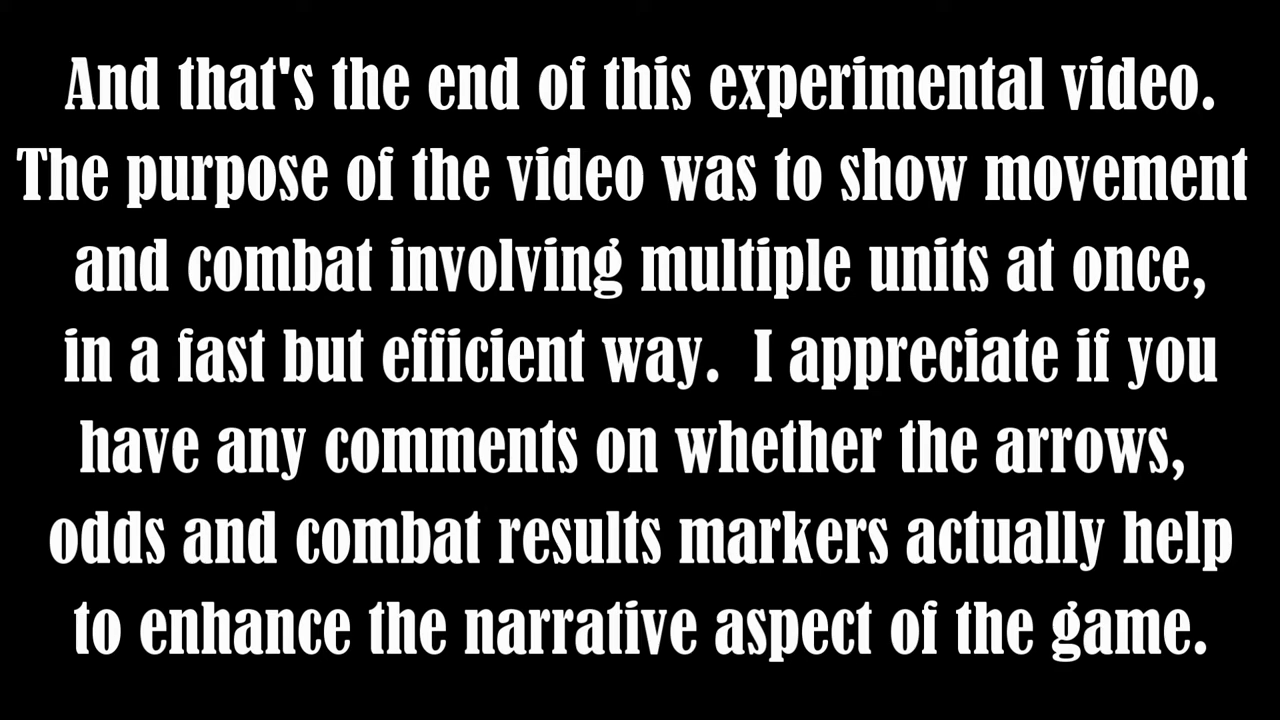 And that's the end of this experimental video.
The purpose of the video was to show movement
and combat involving multiple units at once,
in a fast but efficient way.  I appreciate if you
have any comments on whether the arrows,
odds and combat results markers actually help
to enhance the narrative aspect of the game.